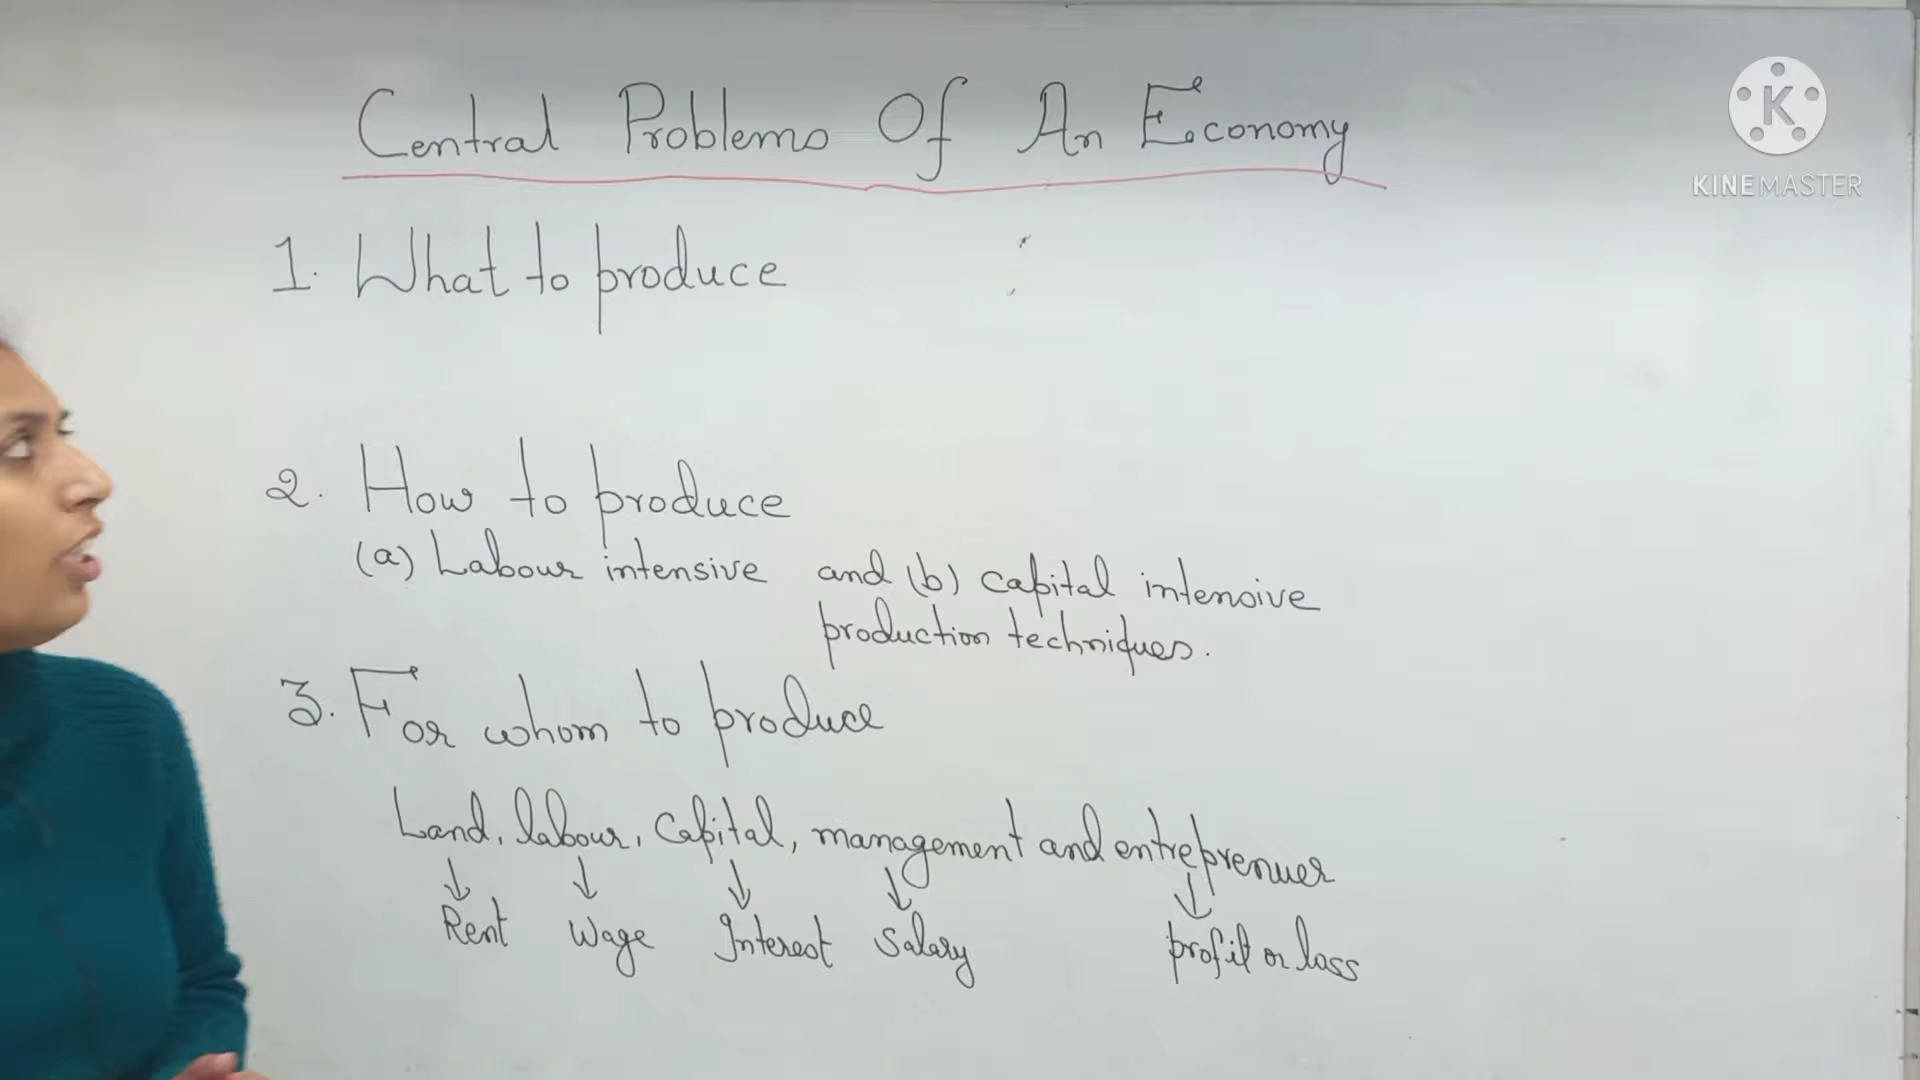 Central Problems Of An Economy
K
KINEMASTER
1. What to produce
2. How to produce
(a) Labour intensive and (b) capital intensive
production techniques.
3. For whom to produce
Land, labour, Capital, management and entreprenuer
↓ ↓ ↓ ↓ ↓
Rent Wage Interest Salary profit or loss